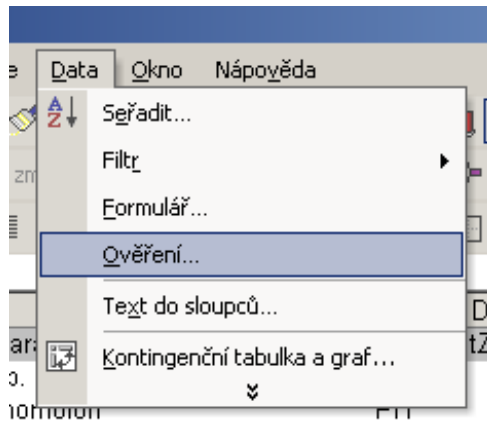 Data Okno Nápověda
Seřadit...
Filtr
Formulář...
Ověření...
Text do sloupců...
Kontingenční tabulka a graf...